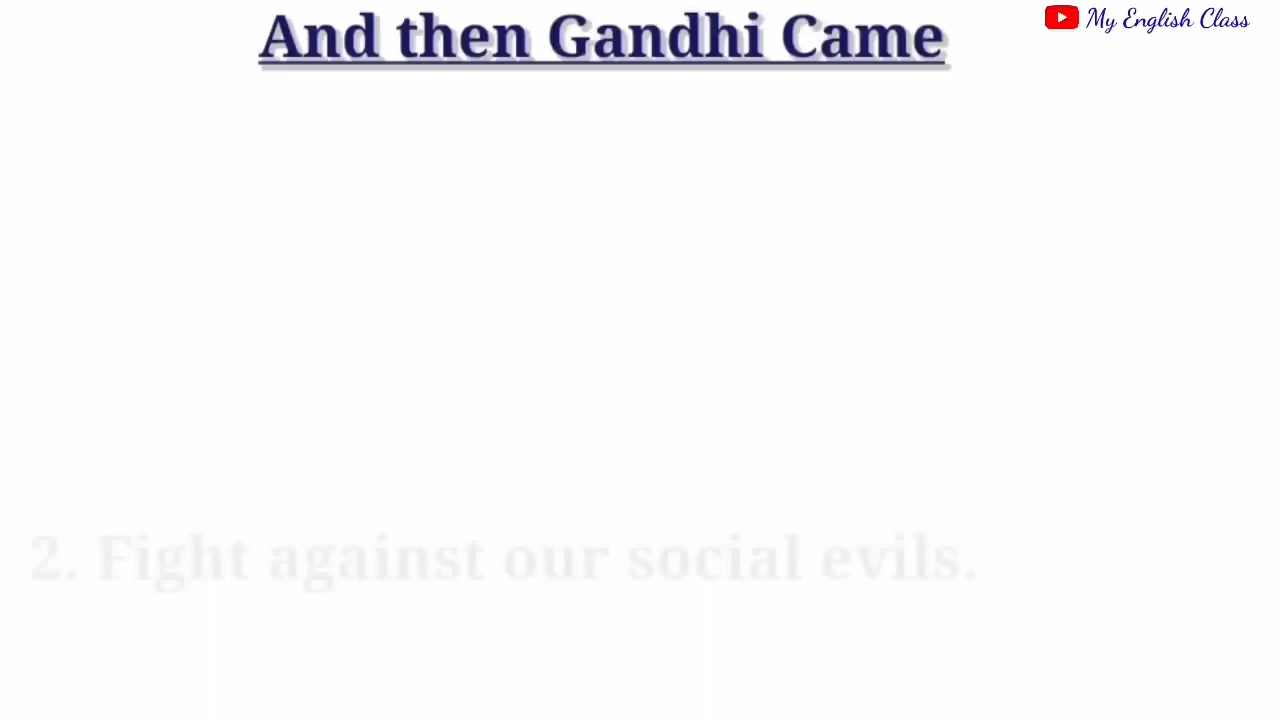 And then Gandhi Came
My English Class
2. Fight against our social evils.